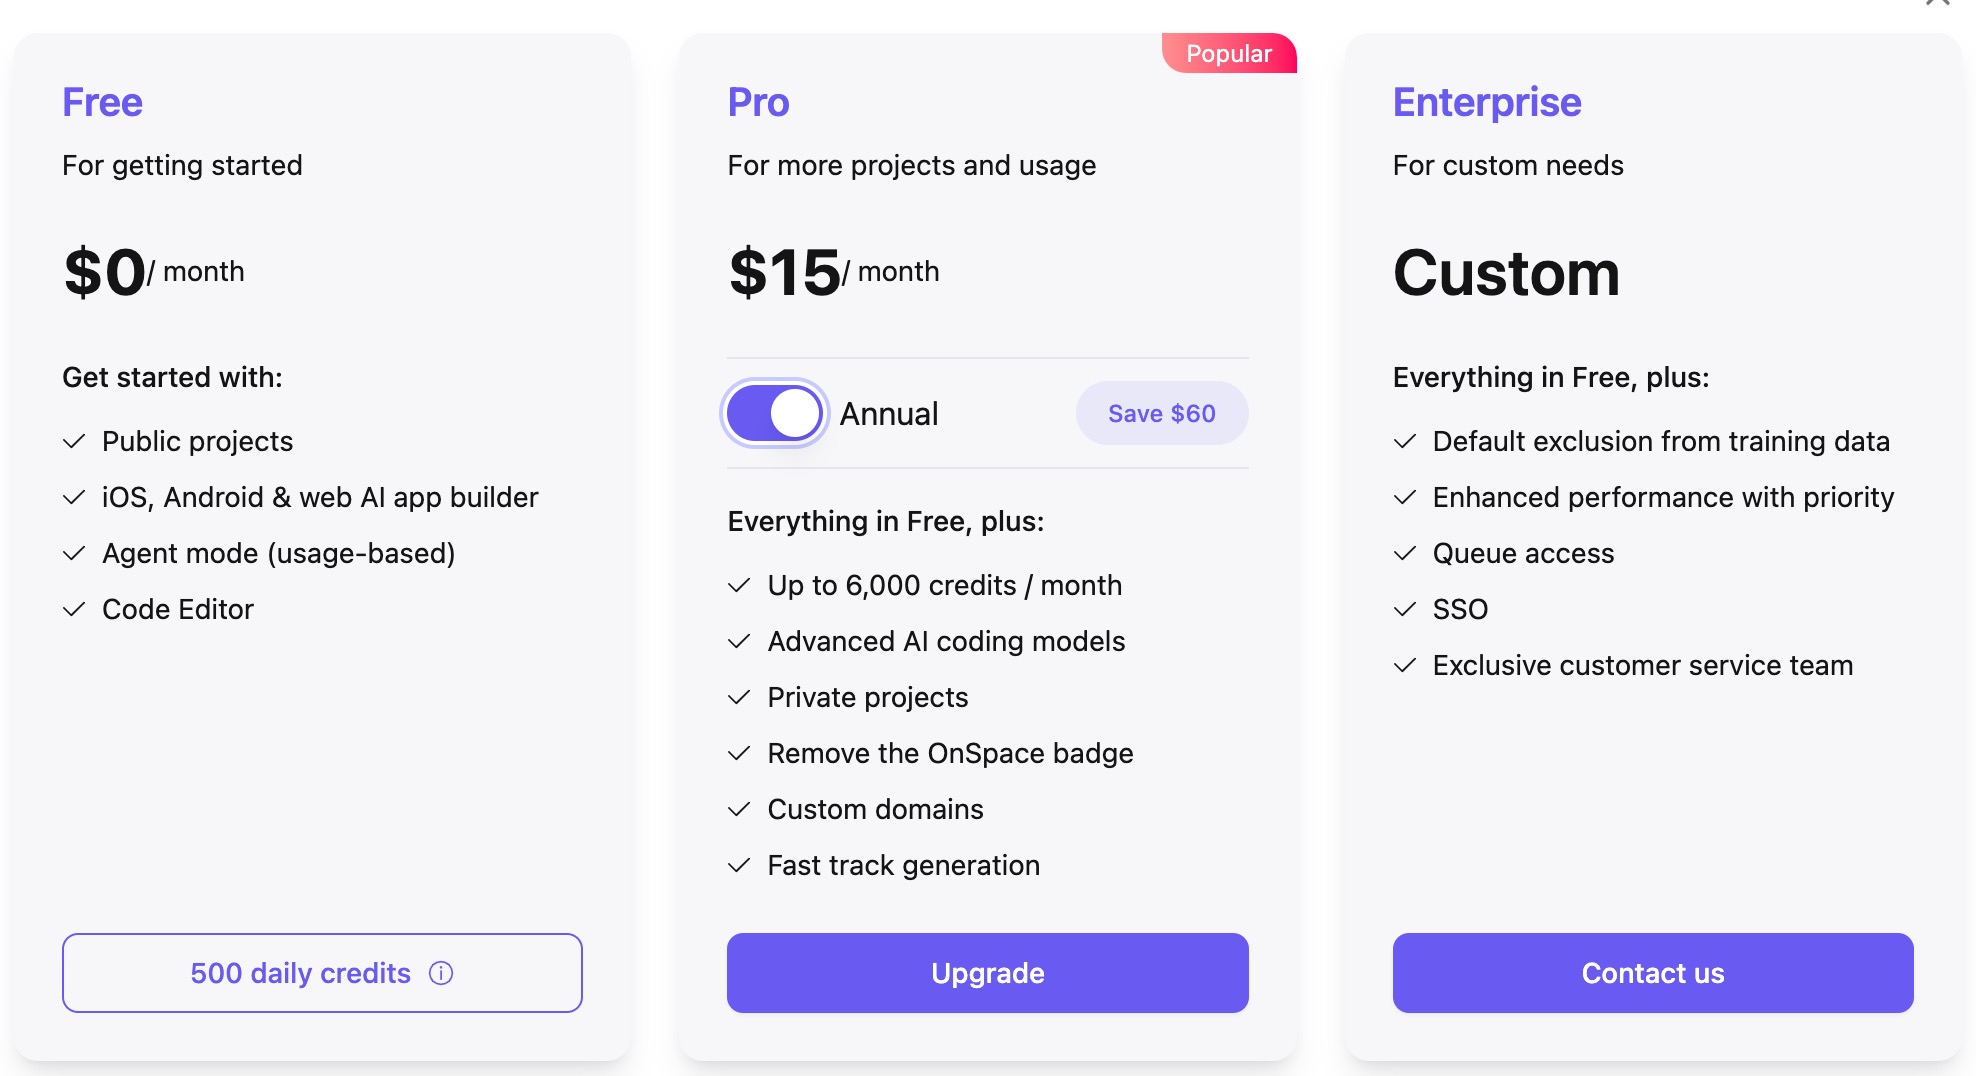 Free
For getting started
$0/ month
Get started with:
Public projects
iOS, Android & web AI app builder
Agent mode (usage-based)
Code Editor
500 daily credits
Popular
Pro
For more projects and usage
$15/ month
Annual
Save $60
Everything in Free, plus:
Up to 6,000 credits / month
Advanced AI coding models
Private projects
Remove the OnSpace badge
Custom domains
Fast track generation
Upgrade
Enterprise
For custom needs
Custom
Everything in Free, plus:
Default exclusion from training data
Enhanced performance with priority
Queue access
SSO
Exclusive customer service team
Contact us